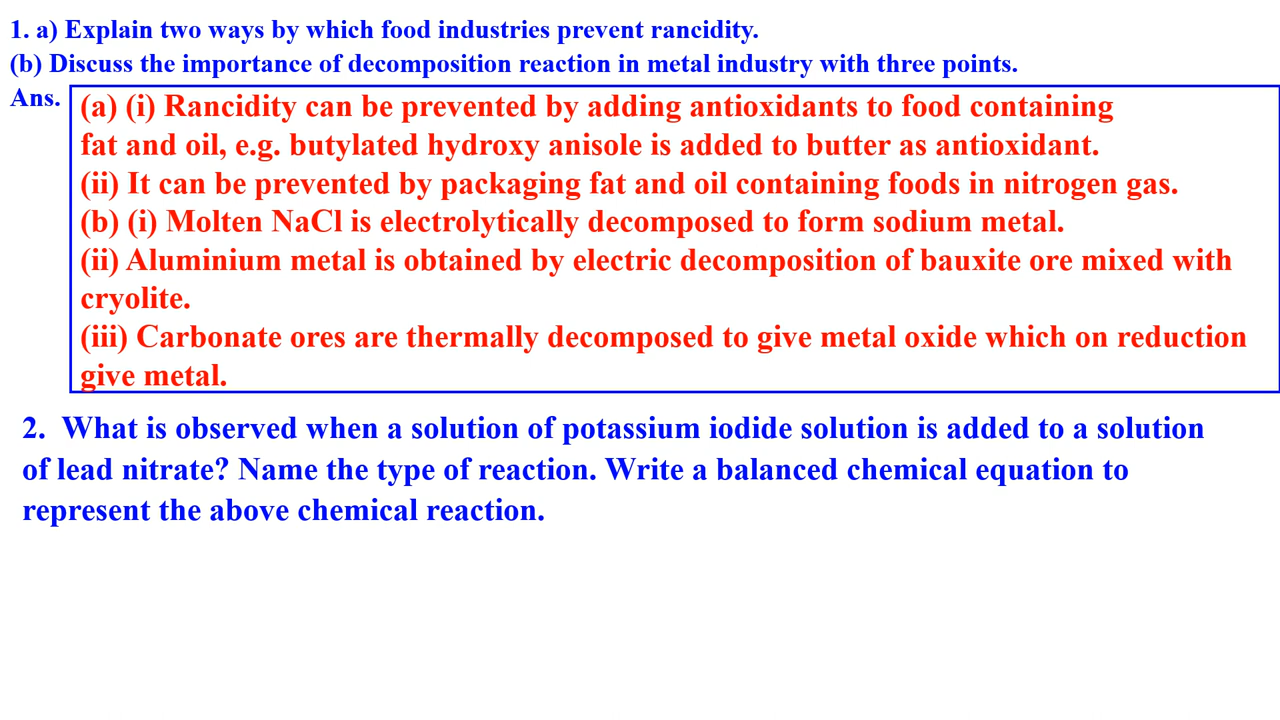 1. a) Explain two ways by which food industries prevent rancidity.
(b) Discuss the importance of decomposition reaction in metal industry with three points.
Ans.
(a) (i) Rancidity can be prevented by adding antioxidants to food containing
fat and oil, e.g. butylated hydroxy anisole is added to butter as antioxidant.
(ii) It can be prevented by packaging fat and oil containing foods in nitrogen gas.
(b) (i) Molten NaCl is electrolytically decomposed to form sodium metal.
(ii) Aluminium metal is obtained by electric decomposition of bauxite ore mixed with
cryolite.
(iii) Carbonate ores are thermally decomposed to give metal oxide which on reduction
give metal.
2. What is observed when a solution of potassium iodide solution is added to a solution
of lead nitrate? Name the type of reaction. Write a balanced chemical equation to
represent the above chemical reaction.